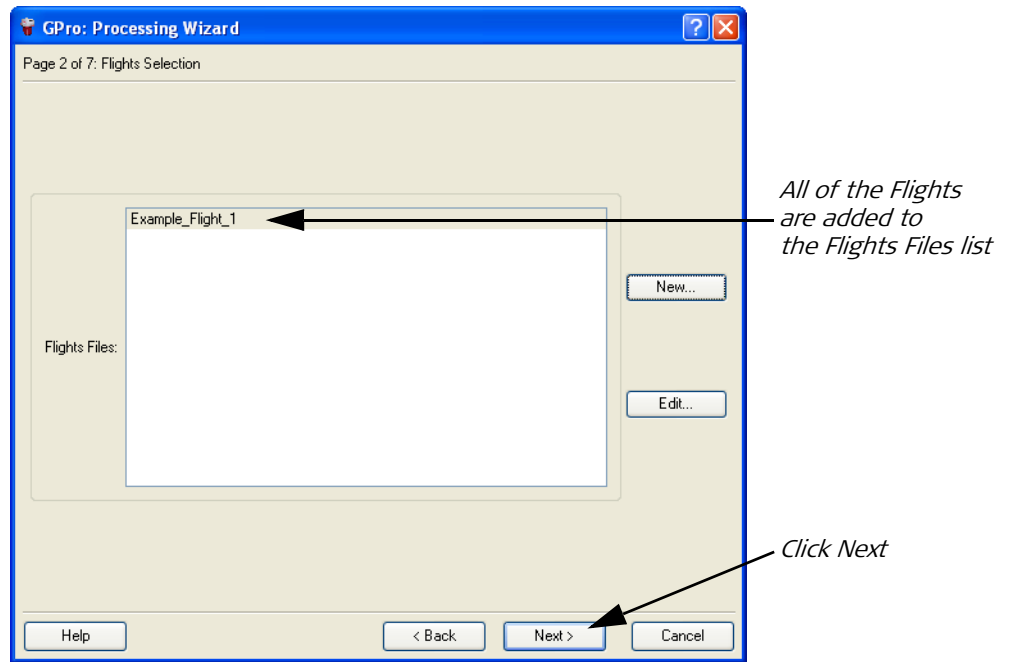 GPro: Processing Wizard
Page 2 of 7: Flights Selection
Example_Flight_1
All of the Flights
are added to
the Flights Files list
New...
Flights Files:
Edit...
Click Next
Help
< Back
Next >
Cancel